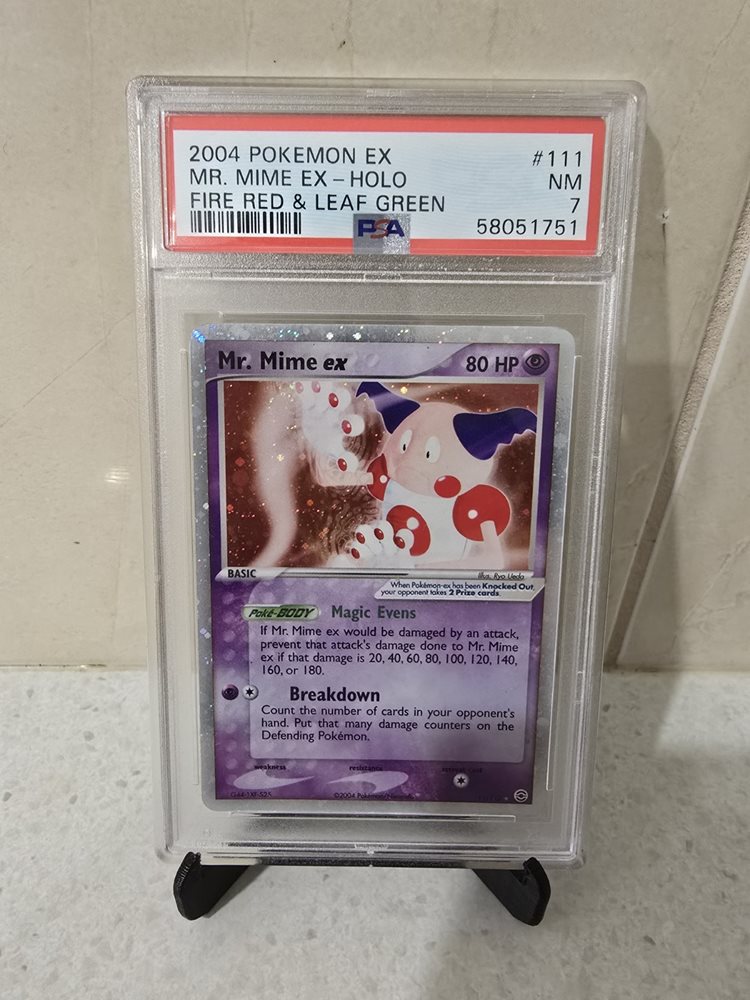 2004 POKEMON EX #111
MR. MIME EX - HOLO NM
FIRE RED & LEAF GREEN 7
PSA 58051751
Mr. Mime ex 80 HP
BASIC Illus. Ryo Ueda
When Pokémon-ex has been Knocked Out,
your opponent takes 2 Prize cards.
Poké-BODY Magic Evens
If Mr. Mime ex would be damaged by an attack,
prevent that attack's damage done to Mr. Mime
ex if that damage is 20, 40, 60, 80, 100, 120, 140,
160, or 180.
Breakdown
Count the number of cards in your opponent's
hand. Put that many damage counters on the
Defending Pokémon.
weakness resistance retreat cost
©2004 Pokémon/Nintendo